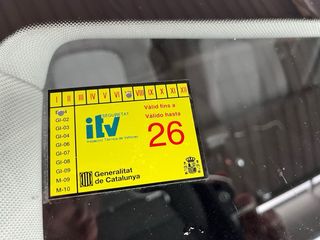 I II III IV V VI VIII IX X XI XII
GI-02
GI-03
GI-04
GI-06
GI-07
GI-08
GI-09
M-09
M-10
SEGURETAT
itv
Inspecció Tècnica de Vehicles
Vàlid fins a
Válido hasta
26
Generalitat
de Catalunya